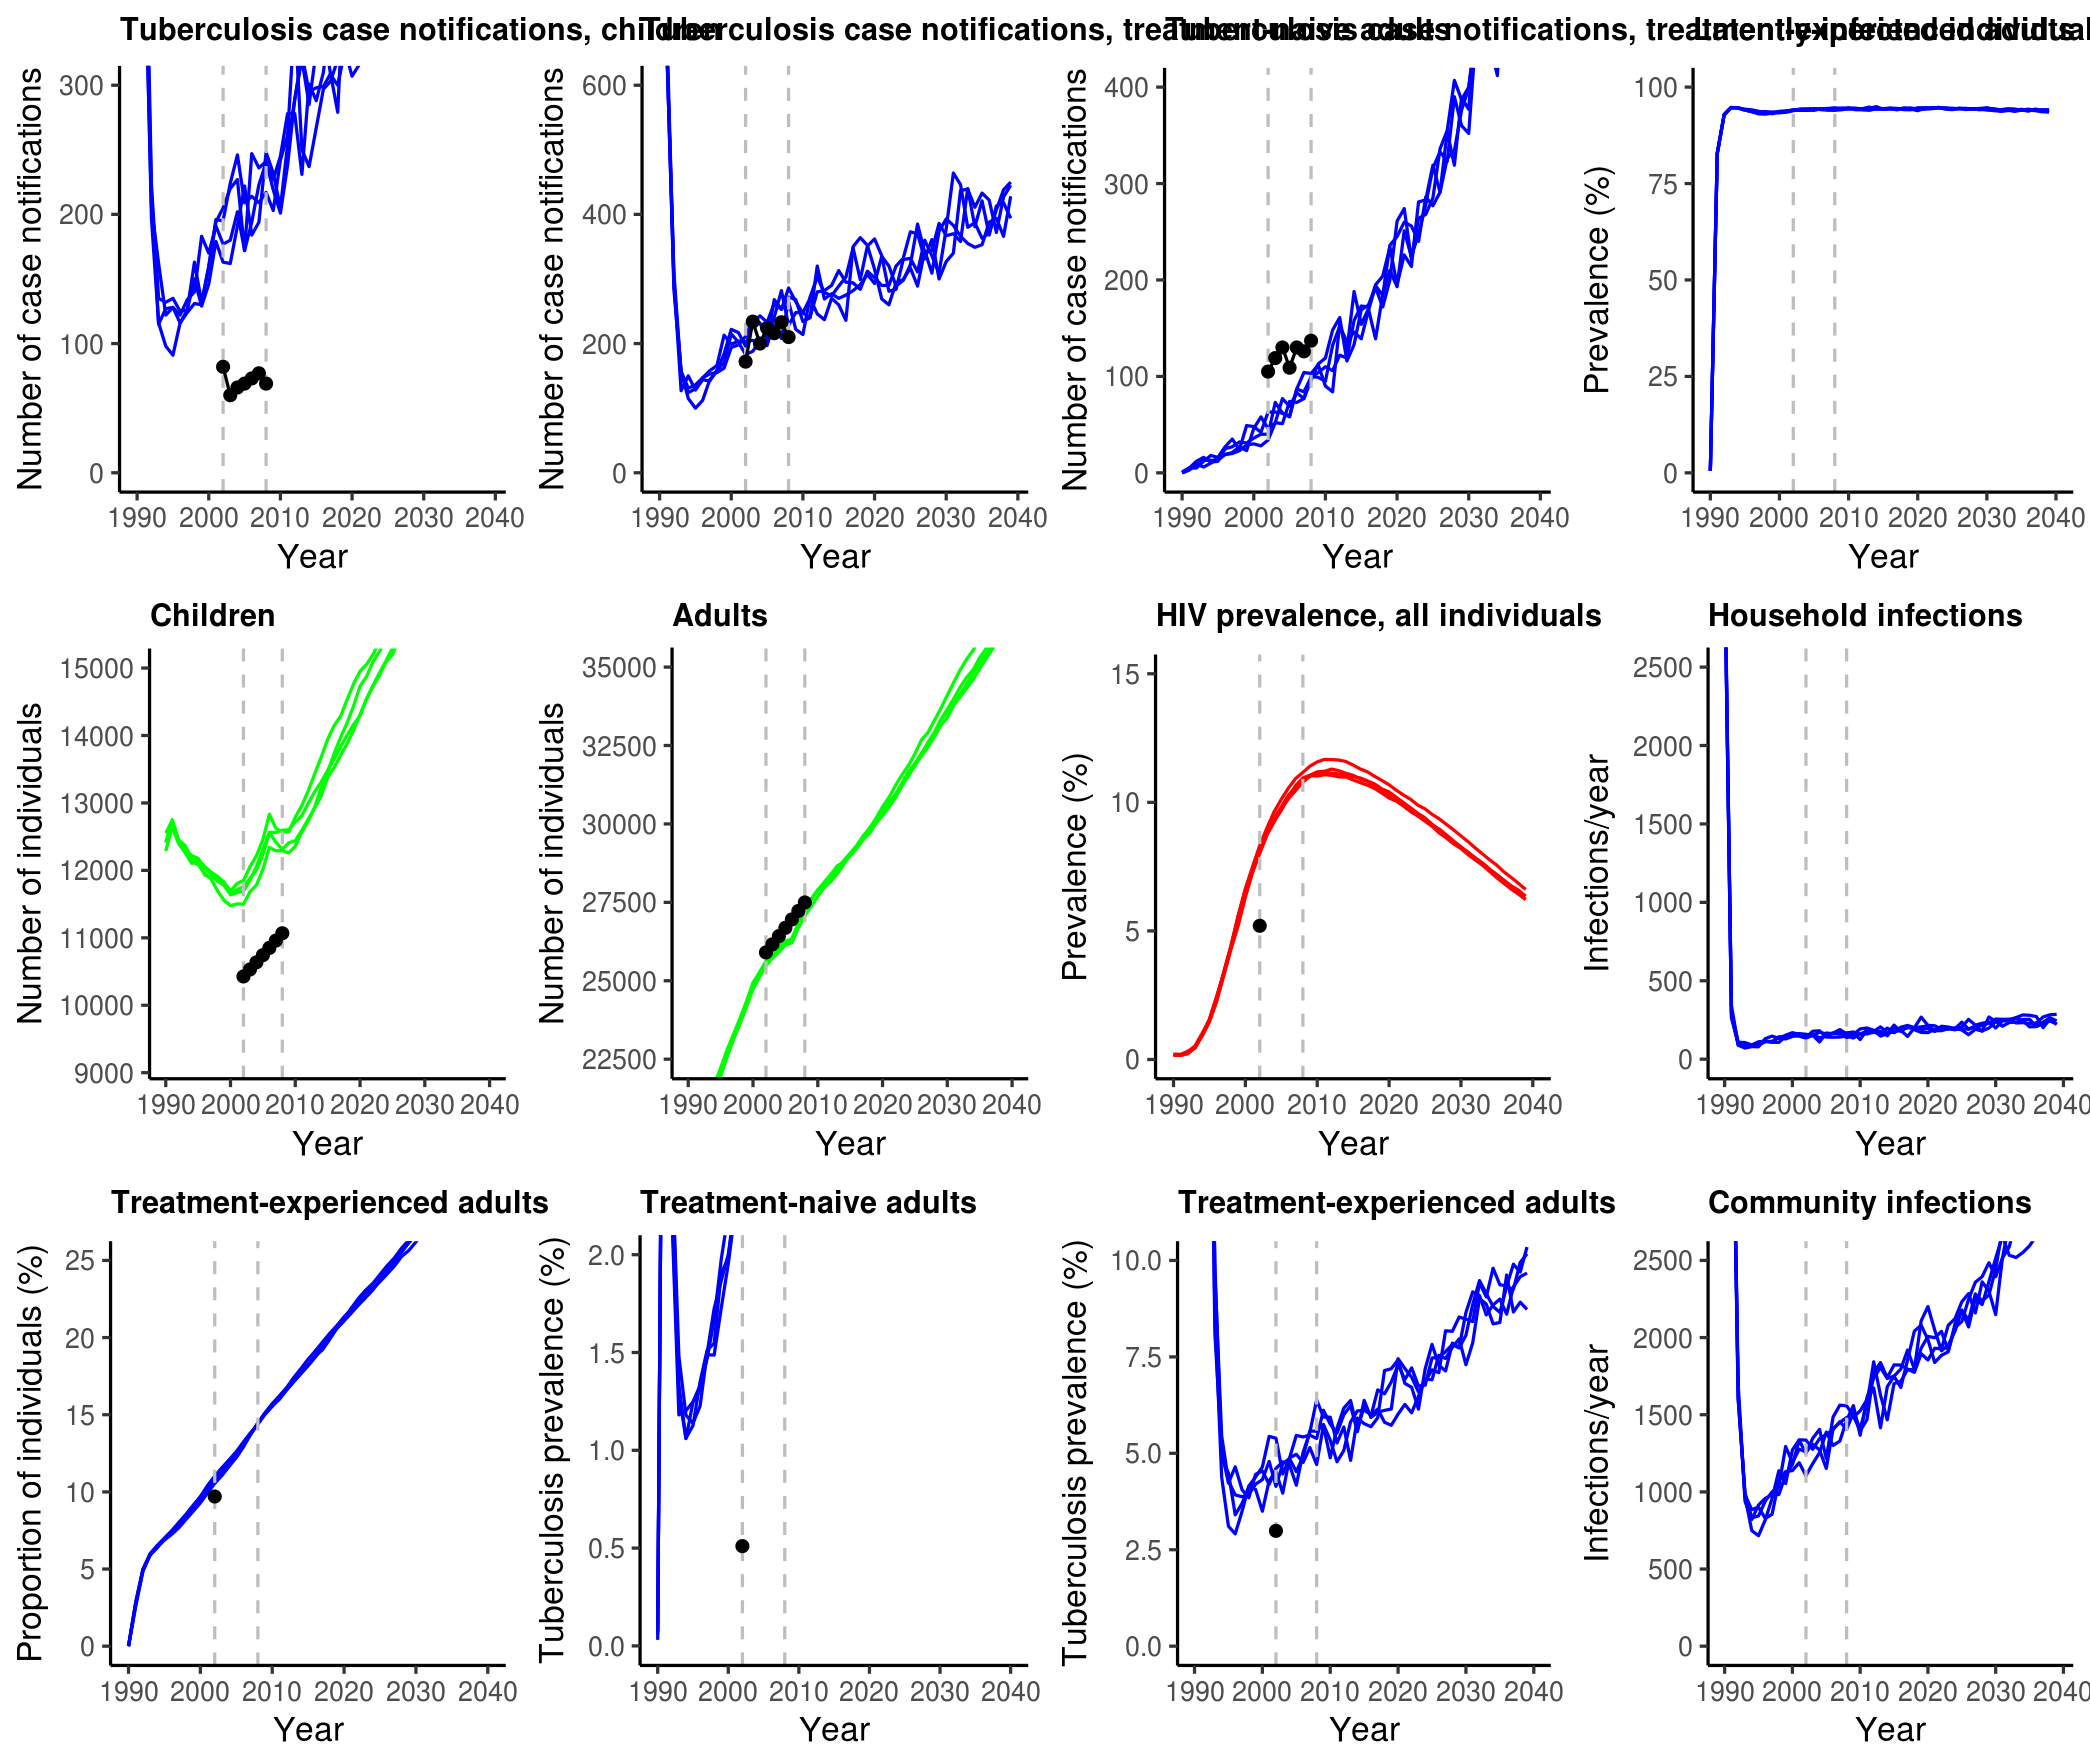 Tuberculosis case notifications, children
Tuberculosis case notifications, treatment-naive adults
Tuberculosis case notifications, treatment-experienced adults
Latently-infected individuals
Number of case notifications
300
200
100
0
1990 2000 2010 2020 2030 2040
Year
Number of case notifications
600
400
200
0
1990 2000 2010 2020 2030 2040
Year
Number of case notifications
400
300
200
100
0
1990 2000 2010 2020 2030 2040
Year
Prevalence (%)
100
75
50
25
0
1990 2000 2010 2020 2030 2040
Year
Children
Number of individuals
15000
14000
13000
12000
11000
10000
9000
1990 2000 2010 2020 2030 2040
Year
Adults
Number of individuals
35000
32500
30000
27500
25000
22500
1990 2000 2010 2020 2030 2040
Year
HIV prevalence, all individuals
Prevalence (%)
15
10
5
0
1990 2000 2010 2020 2030 2040
Year
Household infections
Infections/year
2500
2000
1500
1000
500
0
1990 2000 2010 2020 2030 2040
Year
Treatment-experienced adults
Proportion of individuals (%)
25
20
15
10
5
0
1990 2000 2010 2020 2030 2040
Year
Treatment-naive adults
Tuberculosis prevalence (%)
2.0
1.5
1.0
0.5
0.0
1990 2000 2010 2020 2030 2040
Year
Treatment-experienced adults
Tuberculosis prevalence (%)
10.0
7.5
5.0
2.5
0.0
1990 2000 2010 2020 2030 2040
Year
Community infections
Infections/year
2500
2000
1500
1000
500
0
1990 2000 2010 2020 2030 2040
Year